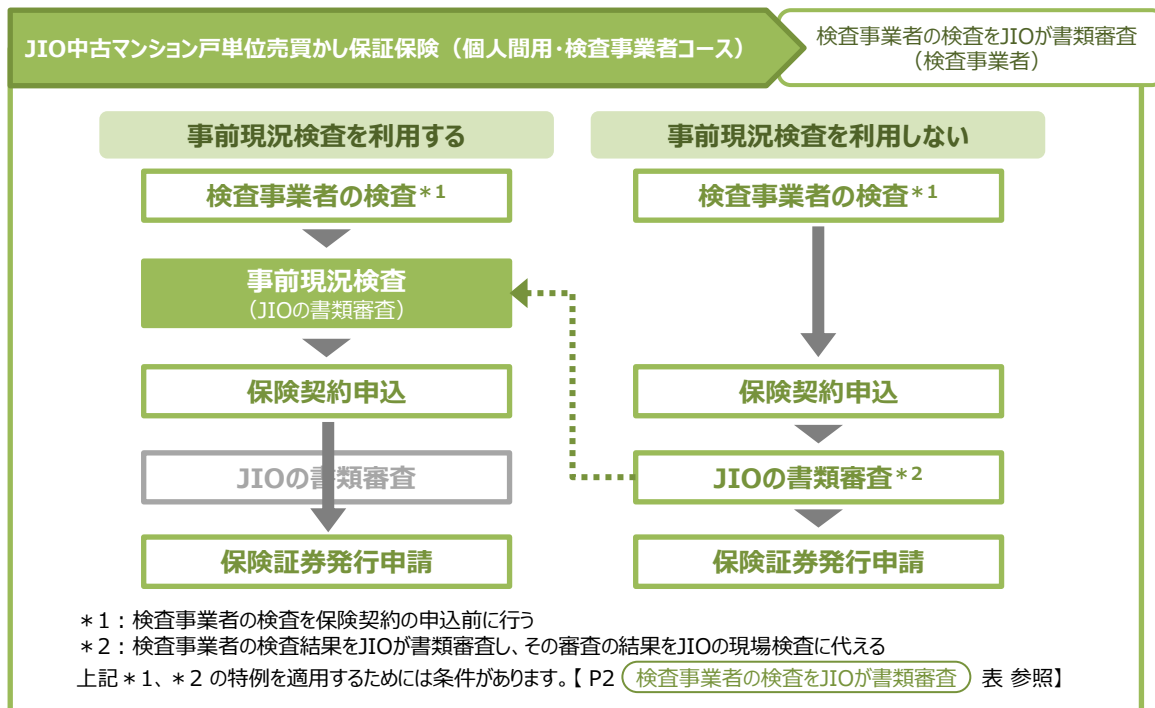 JIO中古マンション戸単位売買かし保証保険（個人間用・検査事業者コース）
検査事業者の検査をJIOが書類審査
（検査事業者）
事前現況検査を利用する
検査事業者の検査*1
事前現況検査
（JIOの書類審査）
保険契約申込
JIOの書類審査
保険証券発行申請
事前現況検査を利用しない
検査事業者の検査*1
保険契約申込
JIOの書類審査*2
保険証券発行申請
＊1：検査事業者の検査を保険契約の申込前に行う
＊2：検査事業者の検査結果をJIOが書類審査し、その審査の結果をJIOの現場検査に代える
上記＊1、＊2 の特例を適用するためには条件があります。【 P2 検査事業者の検査をJIOが書類審査 表 参照】